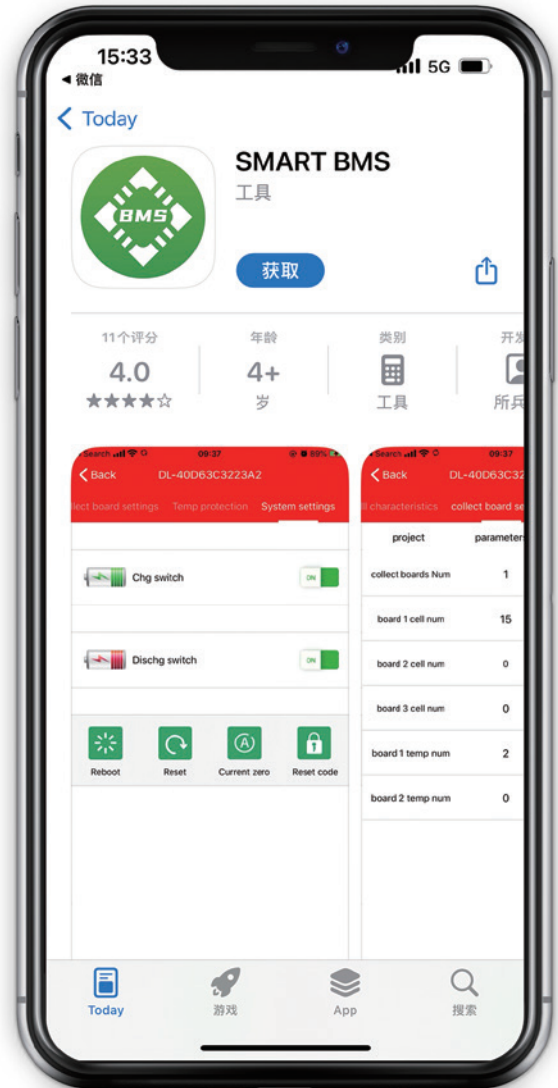 15:33
5G
◀ 微信
Today
BMS
SMART BMS
工具
获取
11个评分
4.0
★★★★☆
年龄
4+
岁
类别
工具
开发
所兵
Search
09:37
89%
Back
DL-40D63C3223A2
lect board settings
Temp protection
System settings
Chg switch
ON
Dischg switch
ON
Reboot
Reset
A
Current zero
Reset code
Search
09:37
Back
DL-40D63C32
ll characteristics
collect board se
project
parameter
collect boards Num
1
board 1 cell num
15
board 2 cell num
0
board 3 cell num
0
board 1 temp num
2
board 2 temp num
0
Today
游戏
App
搜索